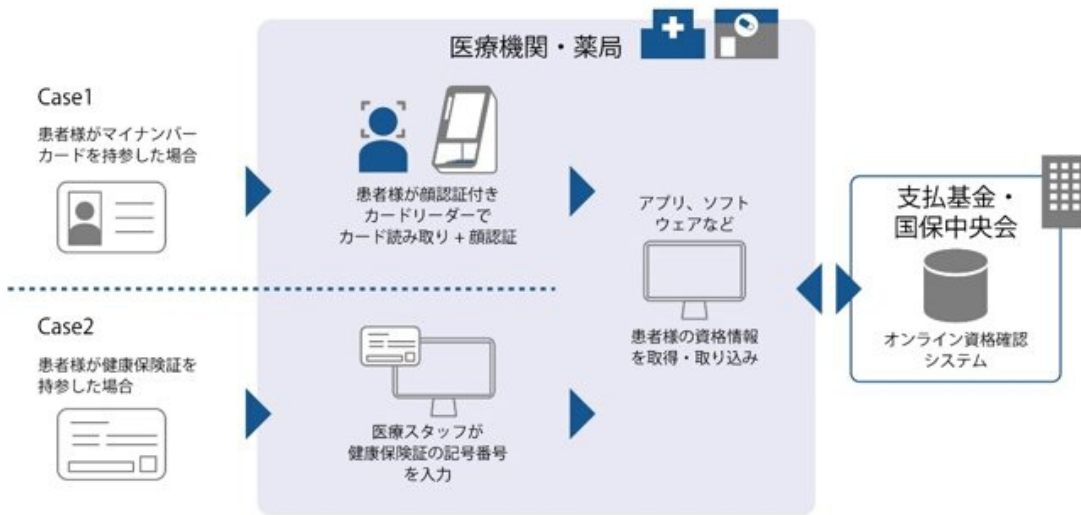 医療機関・薬局
Case1
患者様がマイナンバー
カードを持参した場合
患者様が顔認証付き
カードリーダーで
カード読み取り + 顔認証
Case2
患者様が健康保険証を
持参した場合
医療スタッフが
健康保険証の記号番号
を入力
アプリ、ソフト
ウェアなど
患者様の資格情報
を取得・取り込み
支払基金・
国保中央会
オンライン資格確認
システム